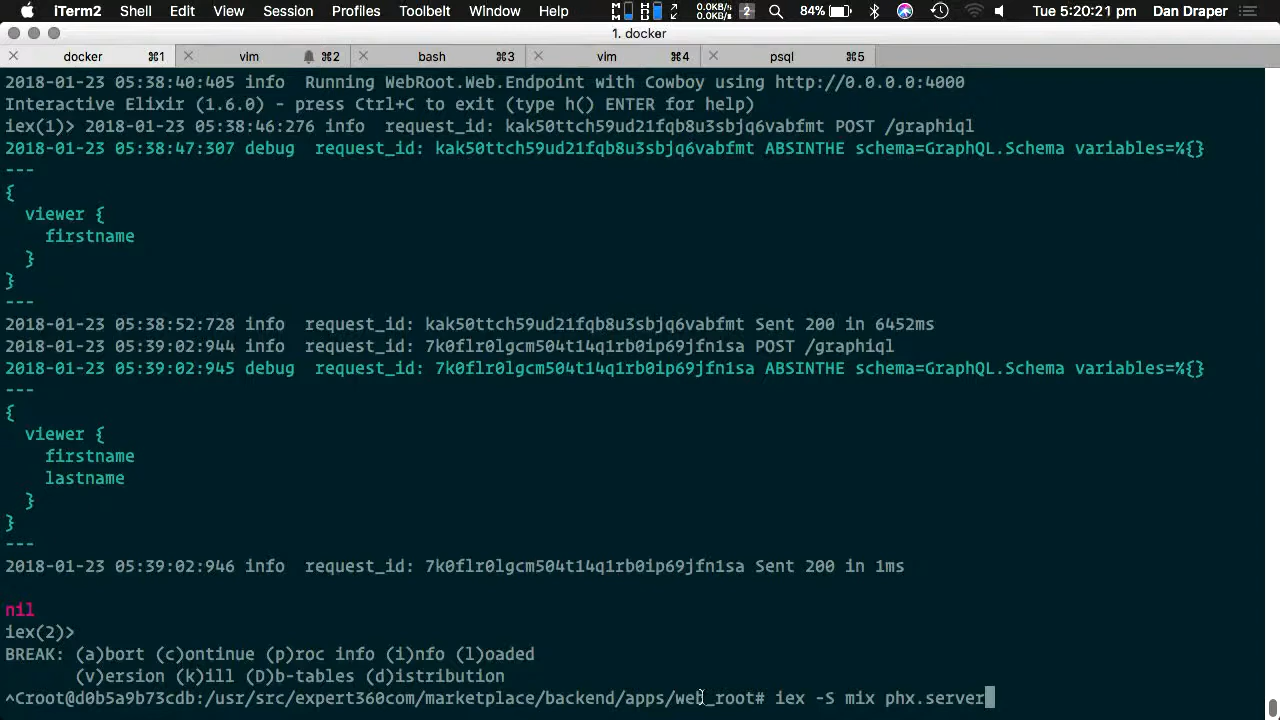 iTerm2 Shell Edit View Session Profiles Toolbelt Window Help 0.0KB/s 0.0KB/s 2 84% Tue 5:20:21 pm Dan Draper
1. docker
docker ⌘1 vim ⌘2 bash ⌘3 vim ⌘4 psql ⌘5
2018-01-23 05:38:40:405 info Running WebRoot.Web.Endpoint with Cowboy using http://0.0.0.0:4000
Interactive Elixir (1.6.0) - press Ctrl+C to exit (type h() ENTER for help)
iex(1)> 2018-01-23 05:38:46:276 info request_id: kak50ttch59ud21fqb8u3sbjq6vabfmt POST /graphiql
2018-01-23 05:38:47:307 debug request_id: kak50ttch59ud21fqb8u3sbjq6vabfmt ABSINTHE schema=GraphQL.Schema variables=%{}
---
{
viewer {
firstname
}
}
---
2018-01-23 05:38:52:728 info request_id: kak50ttch59ud21fqb8u3sbjq6vabfmt Sent 200 in 6452ms
2018-01-23 05:39:02:944 info request_id: 7k0flr0lgcm504t14q1rb0ip69jfn1sa POST /graphiql
2018-01-23 05:39:02:945 debug request_id: 7k0flr0lgcm504t14q1rb0ip69jfn1sa ABSINTHE schema=GraphQL.Schema variables=%{}
---
{
viewer {
firstname
lastname
}
}
---
2018-01-23 05:39:02:946 info request_id: 7k0flr0lgcm504t14q1rb0ip69jfn1sa Sent 200 in 1ms
nil
iex(2)>
BREAK: (a)bort (c)ontinue (p)roc info (i)nfo (l)oaded
(v)ersion (k)ill (D)b-tables (d)istribution
^Croot@d0b5a9b73cdb:/usr/src/expert360com/marketplace/backend/apps/web_root# iex -S mix phx.server